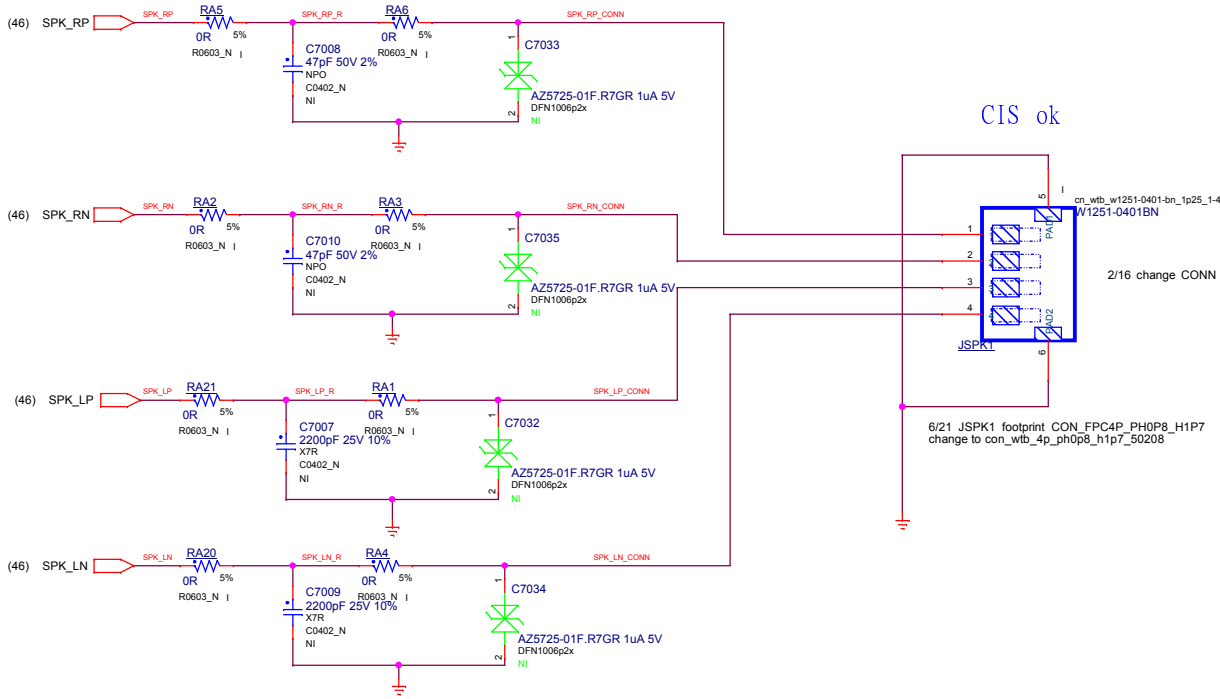 (46) SPK_RP
SPK_RP
RA5
0R
5%
R0603_N
I
SPK_RP_R
RA6
0R
5%
R0603_N
I
SPK_RP_CONN
C7008
47pF 50V 2%
NPO
C0402_N
NI
1
C7033
AZ5725-01F.R7GR 1uA 5V
DFN1006p2x
2
NI
CIS ok
(46) SPK_RN
SPK_RN
RA2
0R
5%
R0603_N
I
SPK_RN_R
RA3
0R
5%
R0603_N
I
SPK_RN_CONN
C7010
47pF 50V 2%
NPO
C0402_N
NI
1
C7035
AZ5725-01F.R7GR 1uA 5V
DFN1006p2x
2
NI
5
I
cn_wtb_w1251-0401-bn_1p25_1-4
W1251-0401BN
PAD1
1
2
3
4
PAD2
6
JSPK1
2/16 change CONN
(46) SPK_LP
SPK_LP
RA21
0R
5%
R0603_N
I
SPK_LP_R
RA1
0R
5%
R0603_N
I
SPK_LP_CONN
C7007
2200pF 25V 10%
X7R
C0402_N
NI
1
C7032
AZ5725-01F.R7GR 1uA 5V
DFN1006p2x
2
NI
6/21 JSPK1 footprint CON_FPC4P_PH0P8_H1P7
change to con_wtb_4p_ph0p8_h1p7_50208
(46) SPK_LN
SPK_LN
RA20
0R
5%
R0603_N
I
SPK_LN_R
RA4
0R
5%
R0603_N
I
SPK_LN_CONN
C7009
2200pF 25V 10%
X7R
C0402_N
NI
1
C7034
AZ5725-01F.R7GR 1uA 5V
DFN1006p2x
2
NI